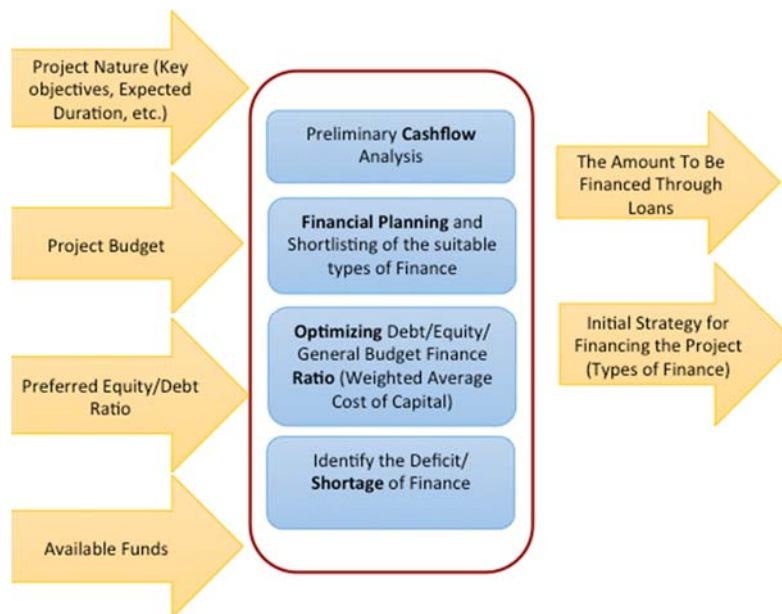 Project Nature (Key
objectives, Expected
Duration, etc.)
Project Budget
Preferred Equity/Debt
Ratio
Available Funds
Preliminary Cashflow
Analysis
Financial Planning and
Shortlisting of the suitable
types of Finance
Optimizing Debt/Equity/
General Budget Finance
Ratio (Weighted Average
Cost of Capital)
Identify the Deficit/
Shortage of Finance
The Amount To Be
Financed Through
Loans
Initial Strategy for
Financing the Project
(Types of Finance)